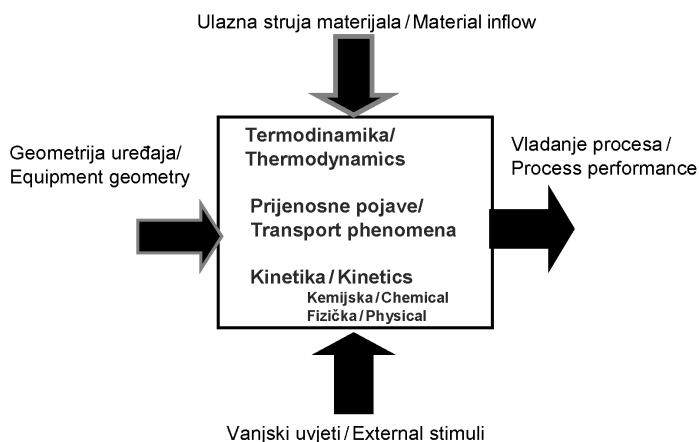 Ulazna struja materijala / Material inflow
Geometrija uređaja/
Equipment geometry
Termodinamika/
Thermodynamics
Prijenosne pojave/
Transport phenomena
Kinetika / Kinetics
Kemijska / Chemical
Fizička / Physical
Vladanje procesa /
Process performance
Vanjski uvjeti / External stimuli